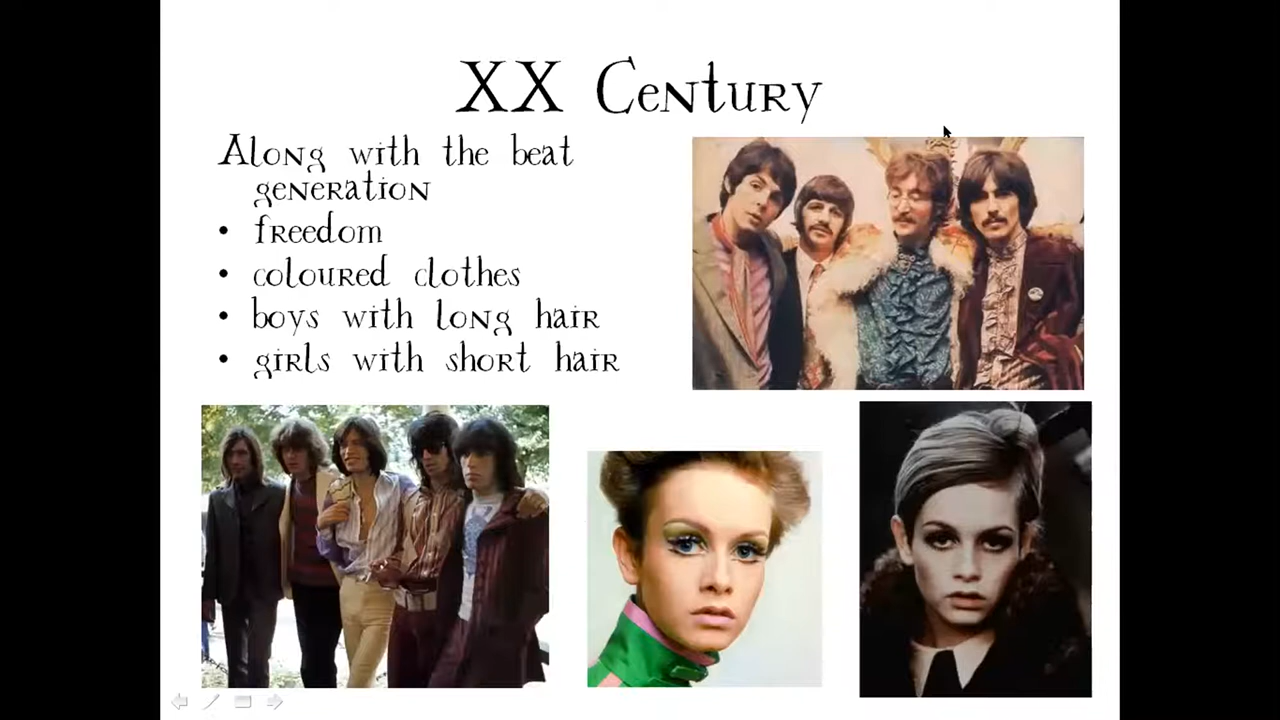 XX Century
Along with the beat
generation
• freedom
• coloured clothes
• boys with long hair
• girls with short hair